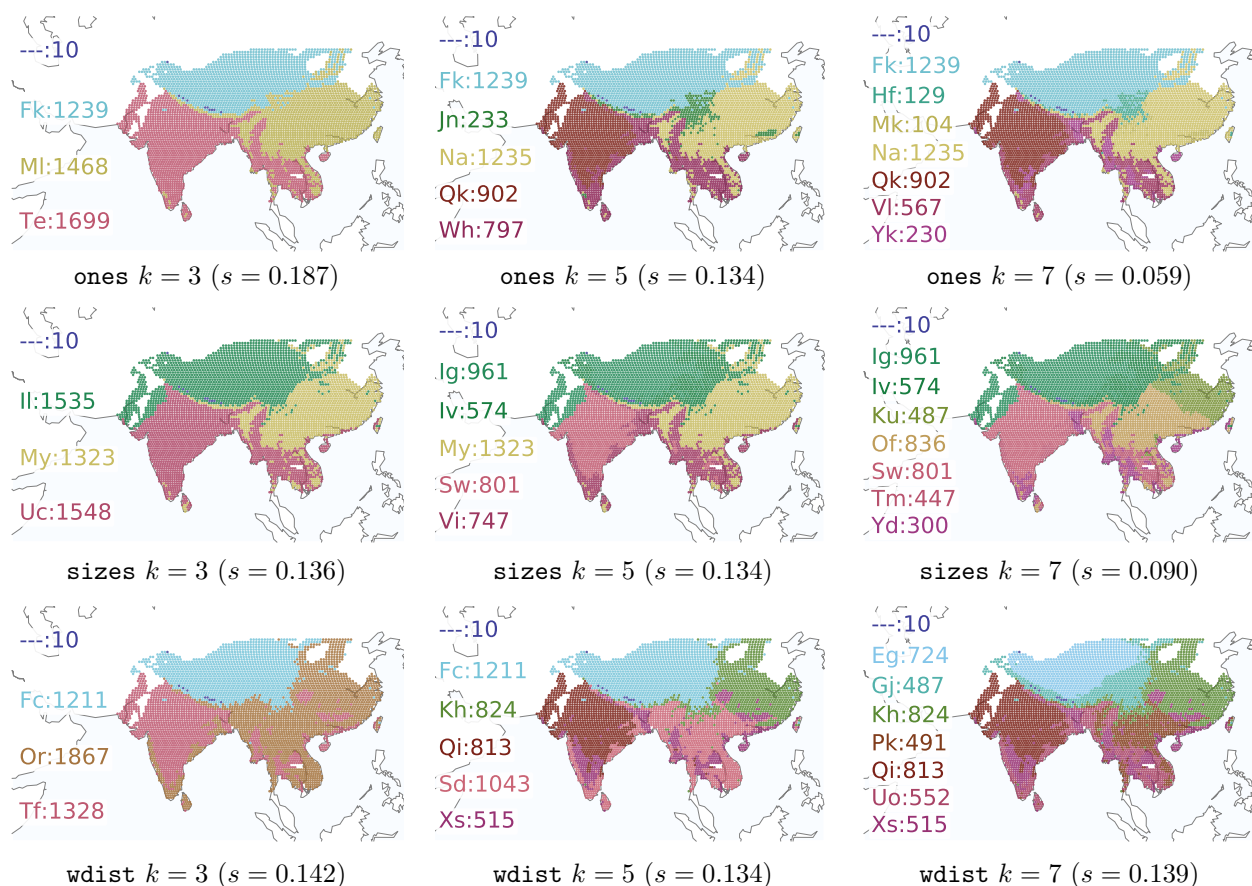 ---:10
Fk:1239
Ml:1468
Te:1699
ones k = 3 (s = 0.187)
---:10
Fk:1239
Jn:233
Na:1235
Qk:902
Wh:797
ones k = 5 (s = 0.134)
---:10
Fk:1239
Hf:129
Mk:104
Na:1235
Qk:902
Vl:567
Yk:230
ones k = 7 (s = 0.059)
---:10
Il:1535
My:1323
Uc:1548
sizes k = 3 (s = 0.136)
---:10
Ig:961
Iv:574
My:1323
Sw:801
Vi:747
sizes k = 5 (s = 0.134)
---:10
Ig:961
Iv:574
Ku:487
Of:836
Sw:801
Tm:447
Yd:300
sizes k = 7 (s = 0.090)
---:10
Fc:1211
Or:1867
Tf:1328
wdist k = 3 (s = 0.142)
---:10
Fc:1211
Kh:824
Qi:813
Sd:1043
Xs:515
wdist k = 5 (s = 0.134)
---:10
Eg:724
Gj:487
Kh:824
Pk:491
Qi:813
Uo:552
Xs:515
wdist k = 7 (s = 0.139)